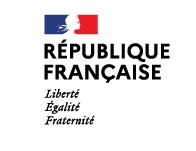 RÉPUBLIQUE
FRANÇAISE
Liberté
Égalité
Fraternité